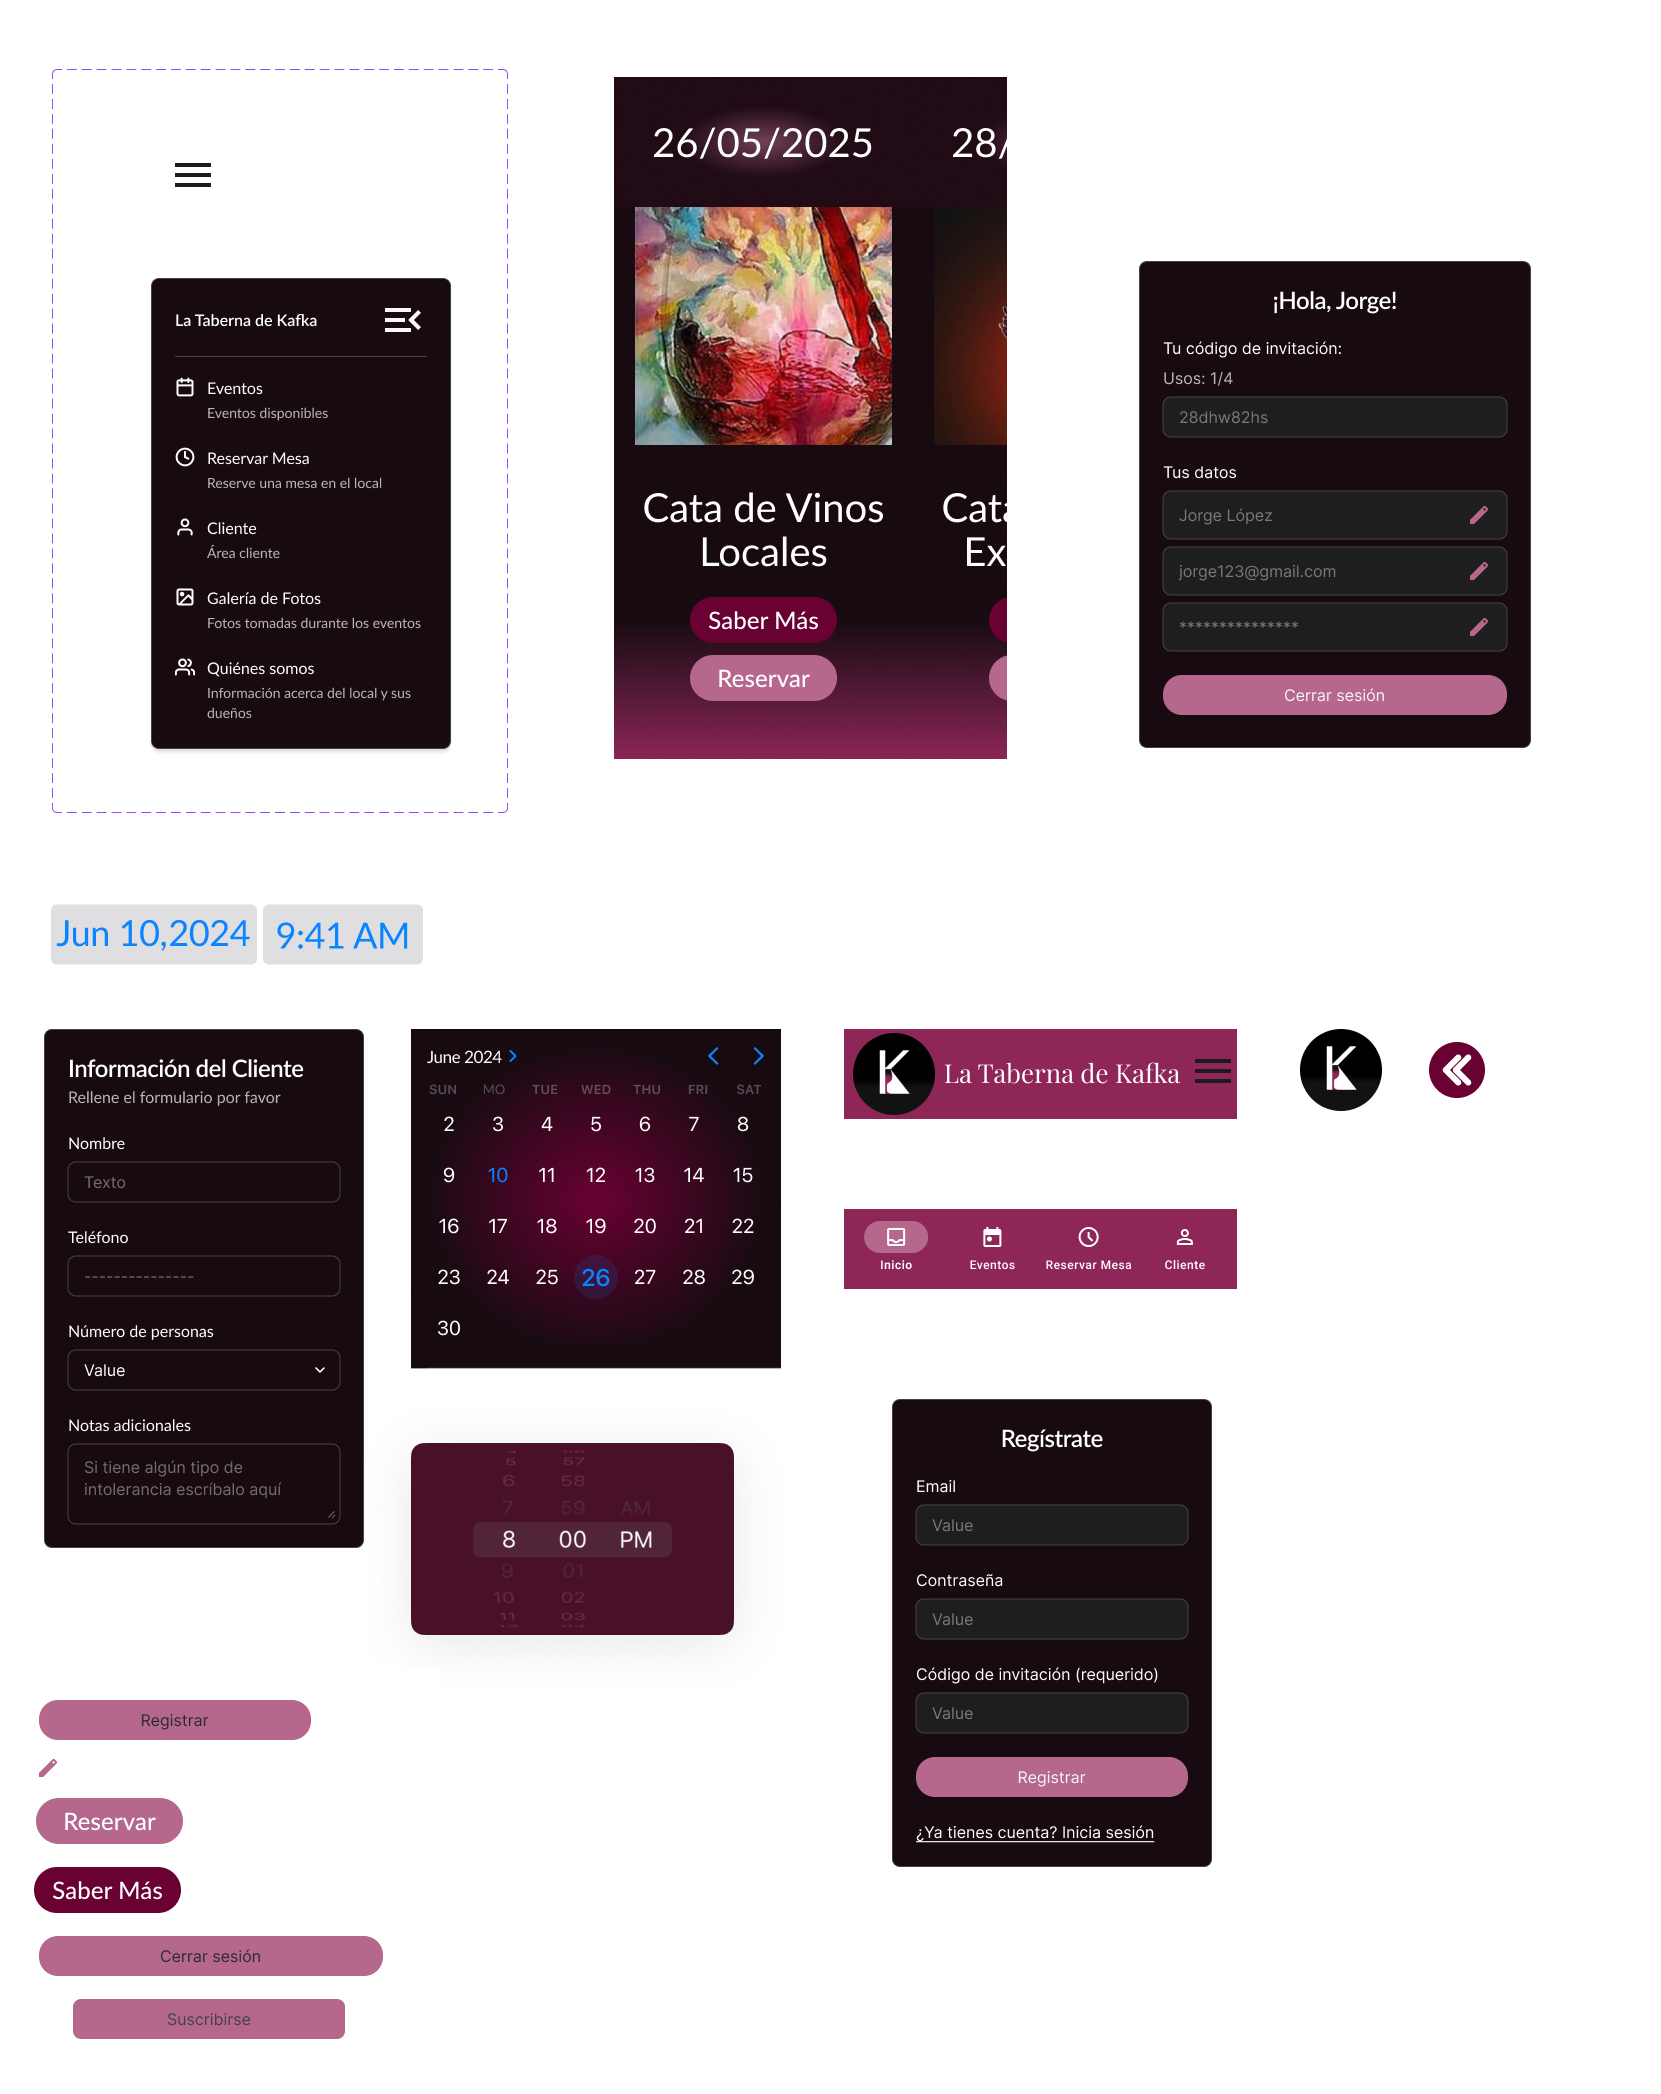 La Taberna de Kafka
Eventos
Eventos disponibles
Reservar Mesa
Reserve una mesa en el local
Cliente
Área cliente
Galería de Fotos
Fotos tomadas durante los eventos
Quiénes somos
Información acerca del local y sus
dueños
26/05/2025
28/
Cata de Vinos
Locales
Cata
Ex
Saber Más
Reservar
¡Hola, Jorge!
Tu código de invitación:
Usos: 1/4
28dhw82hs
Tus datos
Jorge López
jorge123@gmail.com
***************
Cerrar sesión
Jun 10,2024
9:41 AM
Información del Cliente
Rellene el formulario por favor
Nombre
Texto
Teléfono
---------------
Número de personas
Value
Notas adicionales
Si tiene algún tipo de
intolerancia escríbalo aquí
June 2024
SUN MO TUE WED THU FRI SAT
2 3 4 5 6 7 8
9 10 11 12 13 14 15
16 17 18 19 20 21 22
23 24 25 26 27 28 29
30
5 57
6 58
7 59 AM
8 00 PM
9 01
10 02
11 03
K La Taberna de Kafka
K
Inicio Eventos Reservar Mesa Cliente
Regístrate
Email
Value
Contraseña
Value
Código de invitación (requerido)
Value
Registrar
¿Ya tienes cuenta? Inicia sesión
Registrar
Reservar
Saber Más
Cerrar sesión
Suscribirse